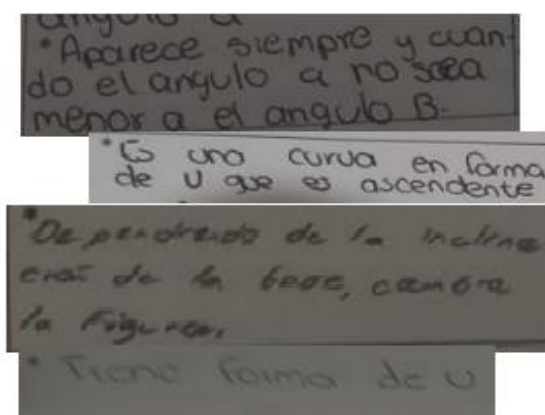 angulo a
• Aparece siempre y cuan-
do el angulo a no sea
menor a el angulo B.
• Es una curva en forma
de U que es ascendente
• Dependiendo de la inclina
cion de la base, cambia
la Figura.
• Tiene forma de U